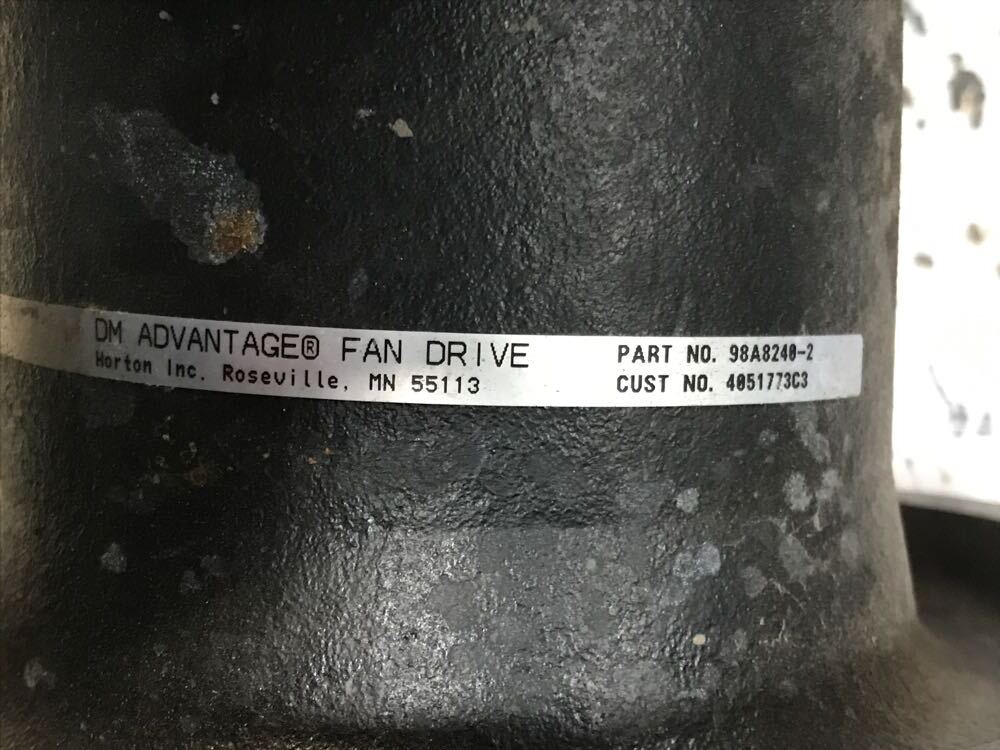 DM ADVANTAGE® FAN DRIVE
Horton Inc. Roseville, MN 55113
PART NO. 98A8240-2
CUST NO. 4051773C3